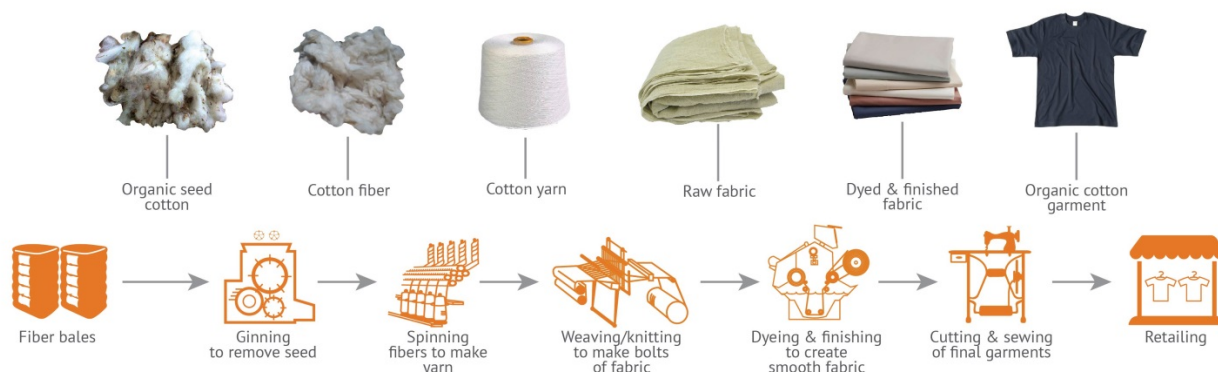 Organic seed
cotton
Cotton fiber
Cotton yarn
Raw fabric
Dyed & finished
fabric
Organic cotton
garment
Fiber bales
Ginning
to remove seed
Spinning
fibers to make
yarn
Weaving/knitting
to make bolts
of fabric
Dyeing & finishing
to create
smooth fabric
Cutting & sewing
of final garments
2
2
Retailing